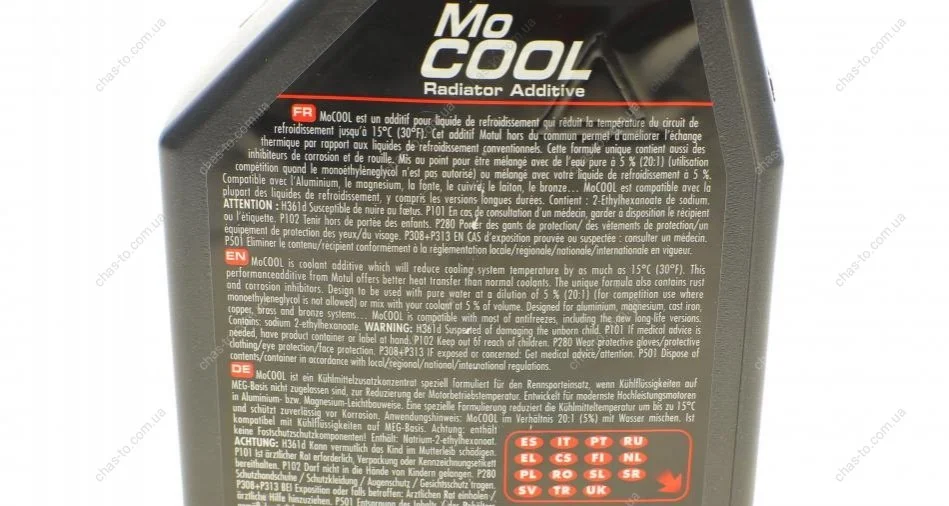 Mo
COOL
Radiator Additive
FR MoCOOL est un additif pour liquide de refroidissement qui réduit la température du circuit de
refroidissement jusqu'à 15°C (30°F). Cet additif Motul hors du commun permet d'améliorer l'échange
thermique par rapport aux liquides de refroidissement conventionnels. Cette formule unique contient aussi des
inhibiteurs de corrosion et de rouille. Mis au point pour être mélangé avec de l'eau pure à 5 % (20:1) (utilisation
compétition quand le monoéthylèneglycol n'est pas autorisé) ou mélangé avec votre liquide de refroidissement à 5 %.
Compatible avec l'Aluminium, le magnesium, la fonte, le cuivre, le laiton, le bronze... MoCOOL est compatible avec la
plupart des liquides de refroidissement, y compris les versions longues durées. Contient : 2-Ethylhexanoate de sodium.
ATTENTION : H361d Susceptible de nuire au fœtus. P101 En cas de consultation d'un médecin, garder à disposition le récipient
ou l'étiquette. P102 Tenir hors de portée des enfants. P280 Porter des gants de protection/ des vêtements de protection/un
équipement de protection des yeux/du visage. P308+P313 EN CAS d'exposition prouvée ou suspectée : consulter un médecin.
P501 Eliminer le contenu/recipient conformément à la réglementation locale/régionale/nationale/internationale en vigueur.
EN MoCOOL is coolant additive which will reduce cooling system temperature by as much as 15°C (30°F). This
performanceadditive from Motul offers better heat transfer than normal coolants. The unique formula also contains rust
and corrosion inhibitors. Design to be used with pure water at a dilution of 5 % (20:1) (for competition use where
monoethyleneglycol is not allowed) or mix with your coolant at 5 % of volume. Designed for aluminium, magnesium, cast iron,
copper, brass and bronze systems... MoCOOL is compatible with most of antifreezes, including the new long-life versions.
Contains: sodium 2-ethylhexanoate. WARNING: H361d Suspected of damaging the unborn child. P101 If medical advice is
needed, have product container or label at hand. P102 Keep out of reach of children. P280 Wear protective gloves/protective
clothing/eye protection/face protection. P308+P313 IF exposed or concerned: Get medical advice/attention. P501 Dispose of
contents/container in accordance with local/regional/national/international regulations.
DE MoCOOL ist ein Kühlmittelzusatzkonzentrat speziell formuliert für den Rennsporteinsatz, wenn Kühlflüssigkeiten auf
MEG-Basis nicht zugelassen sind, zur Reduzierung der Motorbetriebstemperatur. Entwickelt für modernste Hochleistungsmotoren
in Aluminium- bzw. Magnesium-Leichtbauweise. Eine spezielle Formulierung reduziert die Kühlmitteltemperatur um bis zu 15°C
und schützt zuverlässig vor Korrosion. Anwendungshinweis: MoCOOL im Verhältnis 20:1 (5%) mit Wasser mischen. Ist
kompatibel mit Kühlflüssigkeiten auf MEG-Basis. Achtung: enthält
keine Frostschutzschutzkomponenten! Enthält: Natrium-2-ethylhexanoat.
ACHTUNG: H361d Kann vermutlich das Kind im Mutterleib schädigen.
P101 Ist ärztlicher Rat erforderlich, Verpackung oder Kennzeichnungsetikett
bereithalten. P102 Darf nicht in die Hände von Kindern gelangen. P280
Schutzhandschuhe / Schutzkleidung / Augenschutz / Gesichtsschutz tragen.
P308+P313 BEI Exposition oder falls betroffen: Ärztlichen Rat einholen /
ärztliche Hilfe hinzuziehen. P501 Entsorgung des Inhalts / des Behälters
ES IT PT RU
EL CS FI NL
PL RO SL SR
SV TR UK
chas-to.com.ua